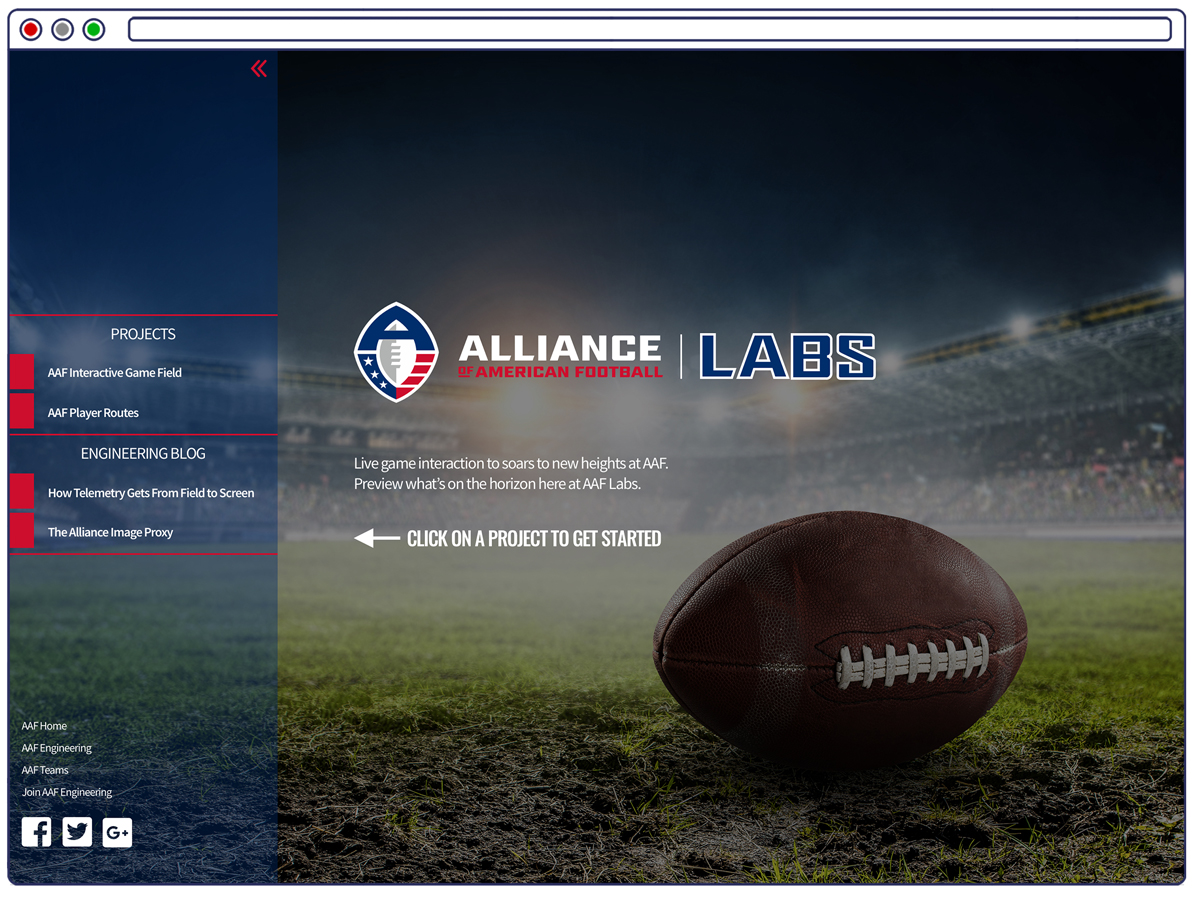 PROJECTS
AAF Interactive Game Field
AAF Player Routes
ENGINEERING BLOG
How Telemetry Gets From Field to Screen
The Alliance Image Proxy
AAF Home
AAF Engineering
AAF Teams
Join AAF Engineering
ALLIANCE
OF AMERICAN FOOTBALL
LABS
Live game interaction to soars to new heights at AAF.
Preview what's on the horizon here at AAF Labs.
CLICK ON A PROJECT TO GET STARTED